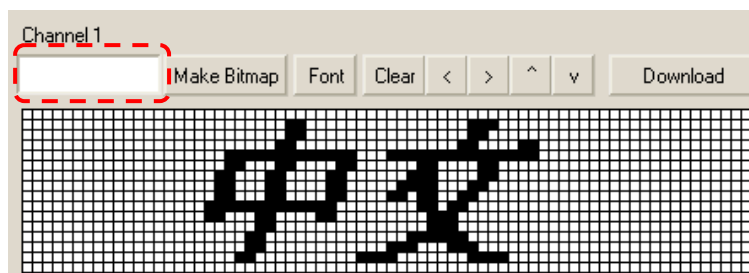 Channel 1
Make Bitmap Font Clear < > ^ v Download
中文